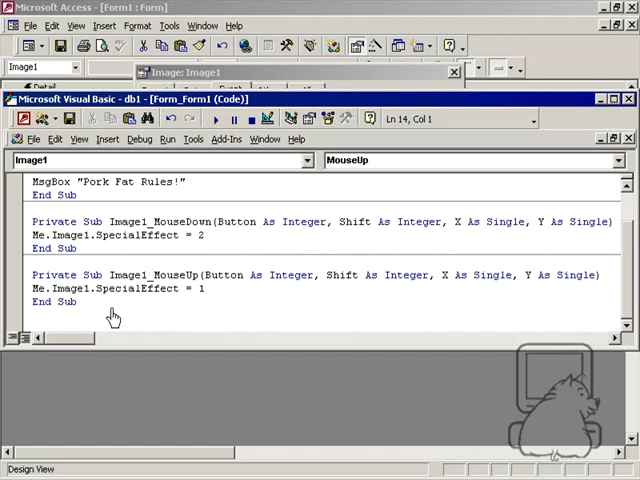 Microsoft Access - [Form1 : Form]
File Edit View Insert Format Tools Window Help
Image1
Detail
Image: Image1
Event
Microsoft Visual Basic - db1 - [Form_Form1 (Code)]
Ln 14, Col 1
File Edit View Insert Debug Run Tools Add-Ins Window Help
Image1 MouseUp
MsgBox "Pork Fat Rules!"
End Sub
Private Sub Image1_MouseDown(Button As Integer, Shift As Integer, X As Single, Y As Single)
Me.Image1.SpecialEffect = 2
End Sub
Private Sub Image1_MouseUp(Button As Integer, Shift As Integer, X As Single, Y As Single)
Me.Image1.SpecialEffect = 1
End Sub
Design View